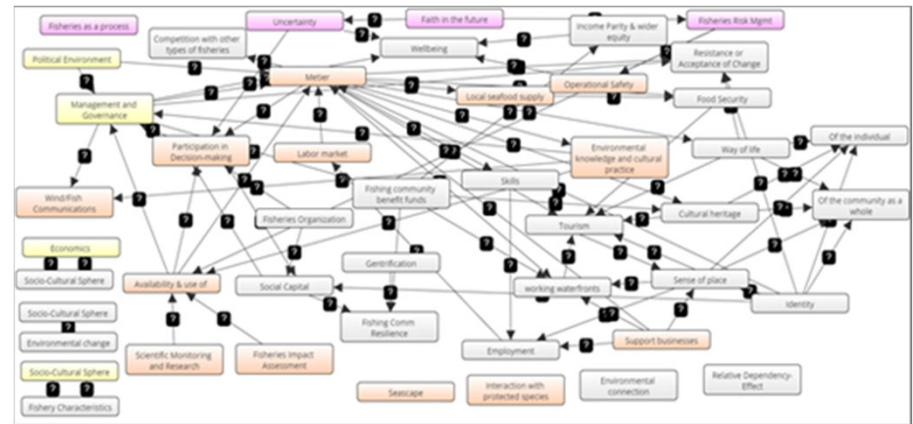 Fisheries as a process
Uncertainty
?
Faith in the future
Income Parity & wider
equity
Fisheries Risk Mgmt
Competition with other
types of fisheries
?
Wellbeing
?
Resistance or
Acceptance of Change
Political Environment
?
?
Metier
?
Operational Safety
?
Management and
Governance
?
Local seafood supply
?
Food Security
?
Participation in
Decision-making
?
Labor market
?
Environmental
knowledge and cultural
practice
Way of life
?
Of the individual
?
Wind/Fish
Communications
?
Fishing community
benefit funds
Skills
?
?
Cultural heritage
?
Of the community as a
whole
Fisheries Organization
Tourism
?
Economics
?
?
Socio-Cultural Sphere
Availability & use of
?
Social Capital
Gentrification
?
working waterfronts
?
Sense of place
?
Identity
Socio-Cultural Sphere
?
Environmental change
?
?
Fishing Comm
Resilience
?
Scientific Monitoring
and Research
Fisheries Impact
Assessment
Employment
?
Support businesses
Socio-Cultural Sphere
?
?
Fishery Characteristics
Seascape
Interaction with
protected species
Environmental
connection
Relative Dependency-
Effect